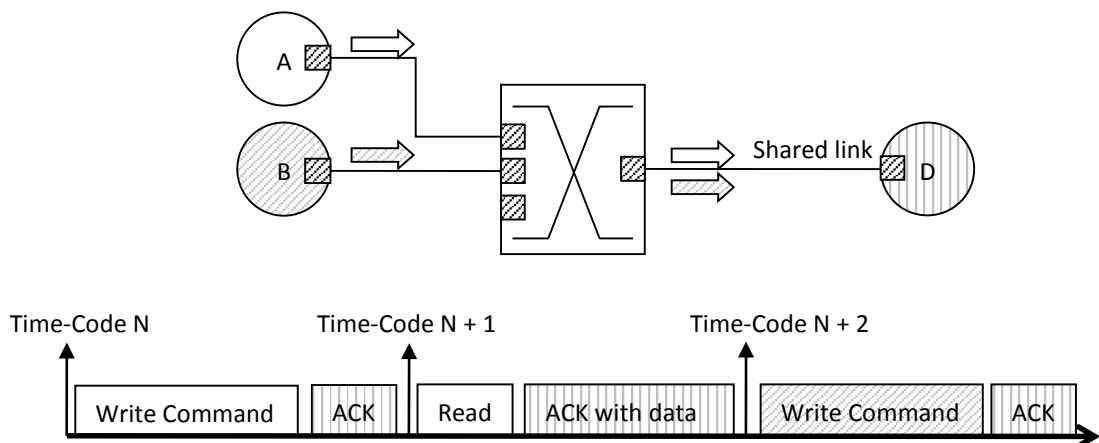 A
B
Shared link
D
Time-Code N
Time-Code N + 1
Time-Code N + 2
Write Command
ACK
Read
ACK with data
Write Command
ACK